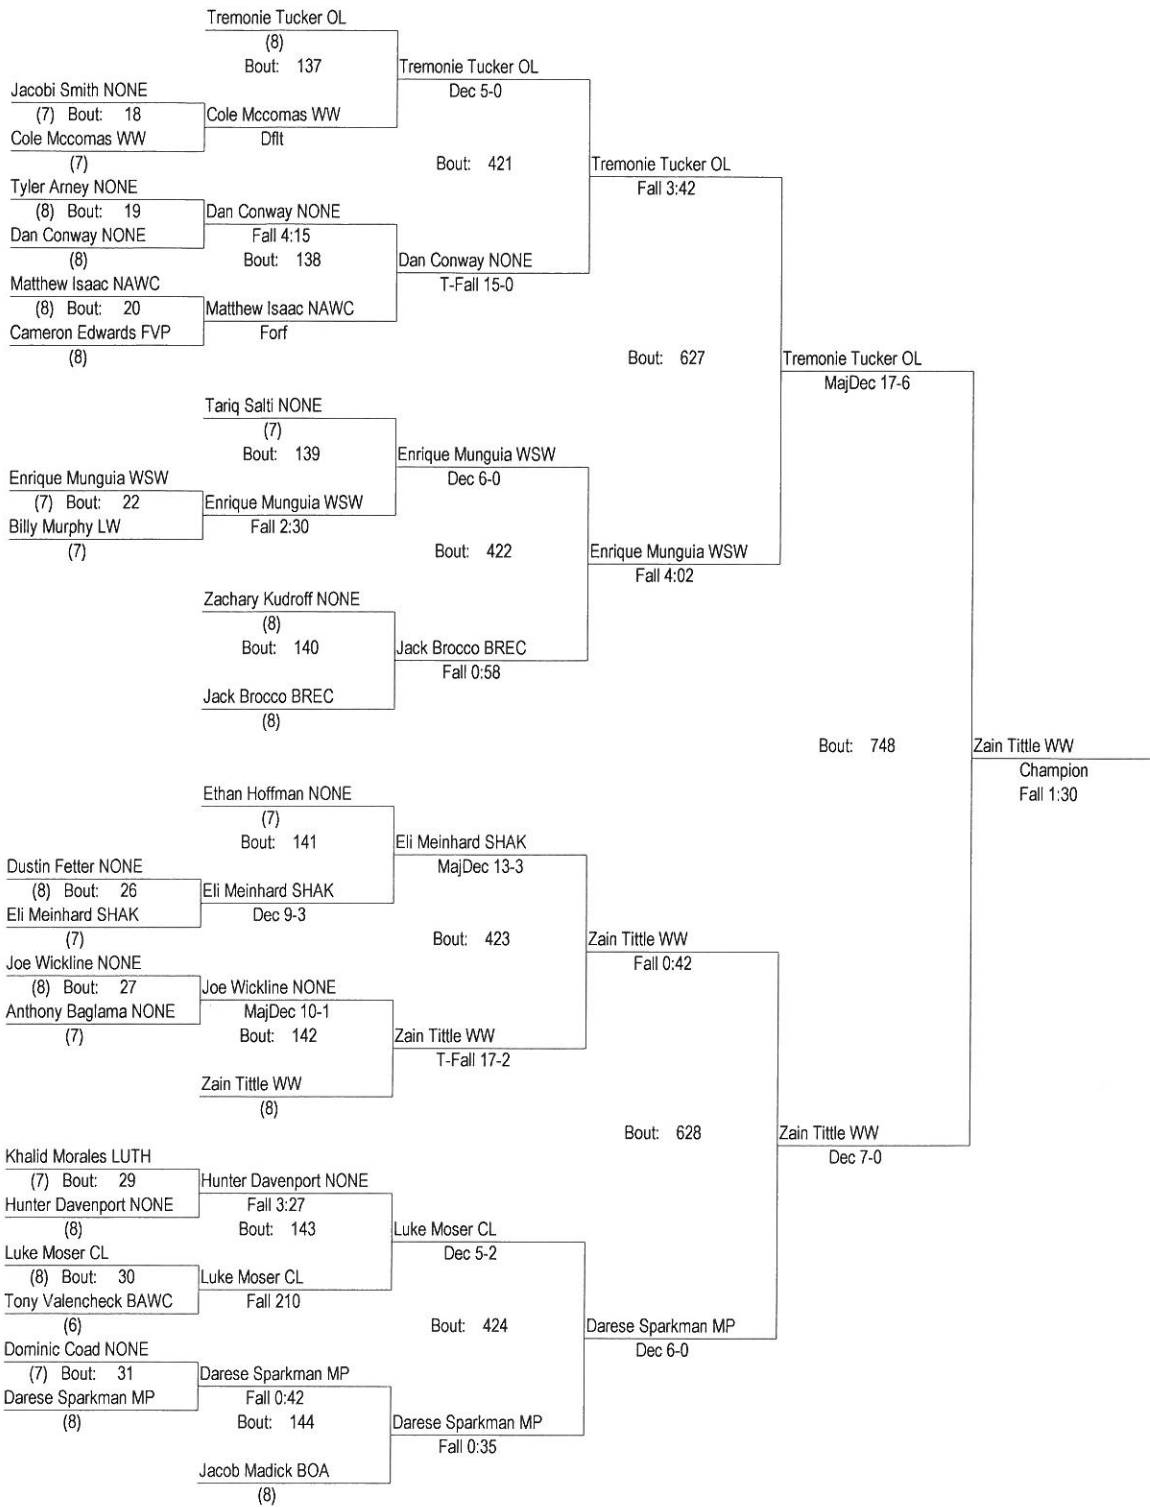 Tremonie Tucker OL
(8)
Bout: 137
Tremonie Tucker OL
Dec 5-0
Jacobi Smith NONE
(7) Bout: 18
Cole Mccomas WW
Cole Mccomas WW
Dflt
(7)
Bout: 421
Tremonie Tucker OL
Fall 3:42
Tyler Arney NONE
(8) Bout: 19
Dan Conway NONE
Dan Conway NONE
Fall 4:15
(8)
Bout: 138
Dan Conway NONE
T-Fall 15-0
Matthew Isaac NAWC
(8) Bout: 20
Matthew Isaac NAWC
Cameron Edwards FVP
Forf
(8)
Bout: 627
Tremonie Tucker OL
MajDec 17-6
Tariq Salti NONE
(7)
Bout: 139
Enrique Munguia WSW
Dec 6-0
Enrique Munguia WSW
(7) Bout: 22
Enrique Munguia WSW
Billy Murphy LW
Fall 2:30
(7)
Bout: 422
Enrique Munguia WSW
Fall 4:02
Zachary Kudroff NONE
(8)
Bout: 140
Jack Brocco BREC
Fall 0:58
Jack Brocco BREC
(8)
Bout: 748
Zain Tittle WW
Champion
Fall 1:30
Ethan Hoffman NONE
(7)
Bout: 141
Eli Meinhard SHAK
MajDec 13-3
Dustin Fetter NONE
(8) Bout: 26
Eli Meinhard SHAK
Eli Meinhard SHAK
Dec 9-3
(7)
Bout: 423
Zain Tittle WW
Fall 0:42
Joe Wickline NONE
(8) Bout: 27
Joe Wickline NONE
Anthony Baglama NONE
MajDec 10-1
(7)
Bout: 142
Zain Tittle WW
T-Fall 17-2
Zain Tittle WW
(8)
Bout: 628
Zain Tittle WW
Dec 7-0
Khalid Morales LUTH
(7) Bout: 29
Hunter Davenport NONE
Hunter Davenport NONE
Fall 3:27
(8)
Bout: 143
Luke Moser CL
Dec 5-2
Luke Moser CL
(8) Bout: 30
Luke Moser CL
Tony Valencheck BAWC
Fall 210
(6)
Bout: 424
Darese Sparkman MP
Dec 6-0
Dominic Coad NONE
(7) Bout: 31
Darese Sparkman MP
Darese Sparkman MP
Fall 0:42
(8)
Bout: 144
Darese Sparkman MP
Fall 0:35
Jacob Madick BOA
(8)